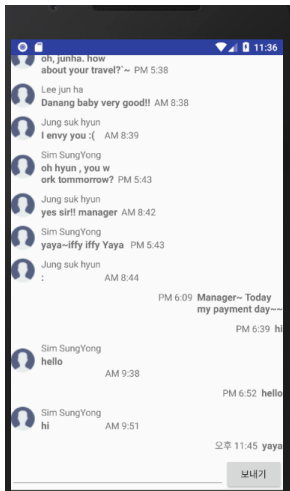 11:36
oh, junha. how
about your travel?`~ PM 5:38
Lee jun ha
Danang baby very good!! AM 8:38
Jung suk hyun
I envy you :( AM 8:39
Sim SungYong
oh hyun , you w
ork tommorrow? PM 5:43
Jung suk hyun
yes sir!! manager AM 8:42
Sim SungYong
yaya~iffy iffy Yaya PM 5:43
Jung suk hyun
: AM 8:44
PM 6:09 Manager~ Today
my payment day~~
PM 6:39 hi
Sim SungYong
hello
AM 9:38
PM 6:52 hello
Sim SungYong
hi AM 9:51
오후 11:45 yaya
보내기